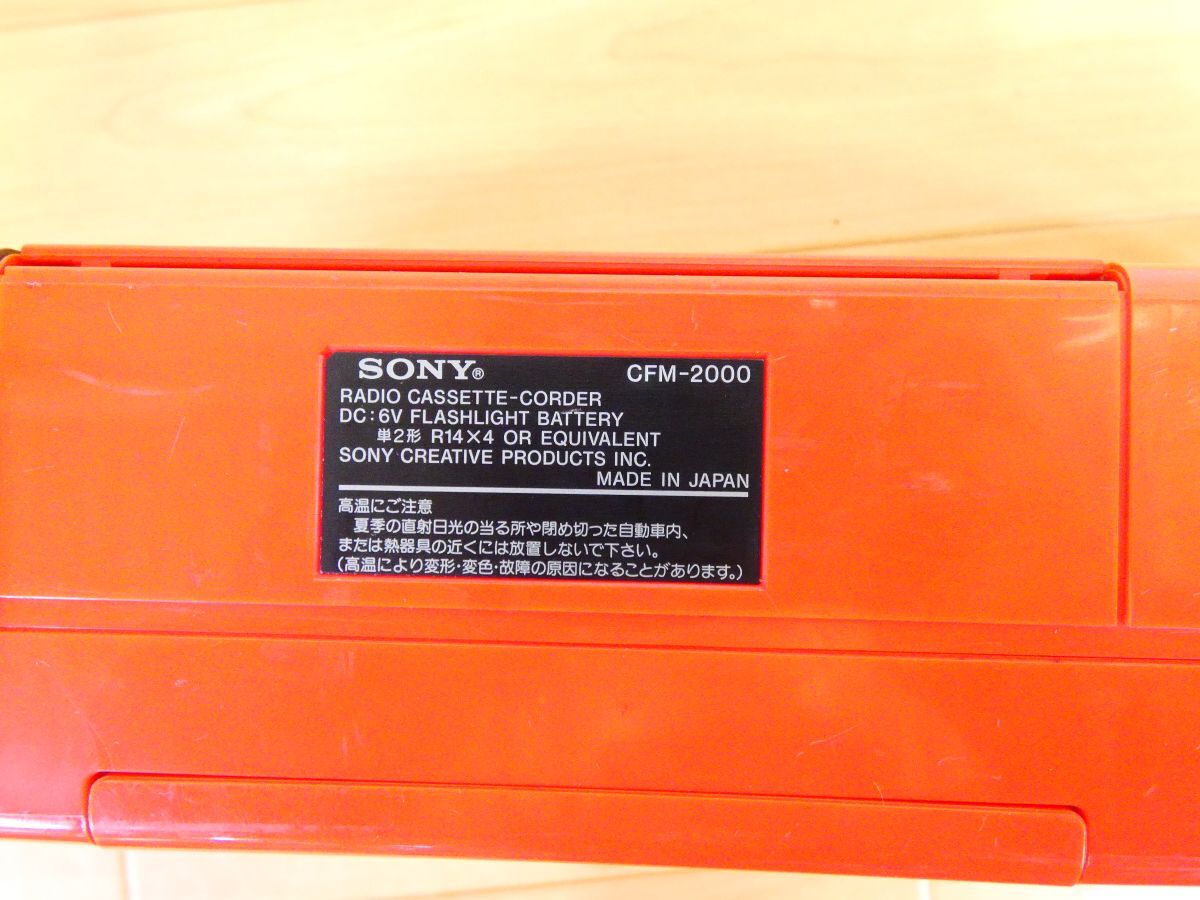 SONY® CFM-2000
RADIO CASSETTE-CORDER
DC:6V FLASHLIGHT BATTERY
単2形 R14×4 OR EQUIVALENT
SONY CREATIVE PRODUCTS INC.
MADE IN JAPAN
高温にご注意
夏季の直射日光の当る所や閉め切った自動車内、
または熱器具の近くには放置しないで下さい。
(高温により変形・変色・故障の原因になることがあります。)